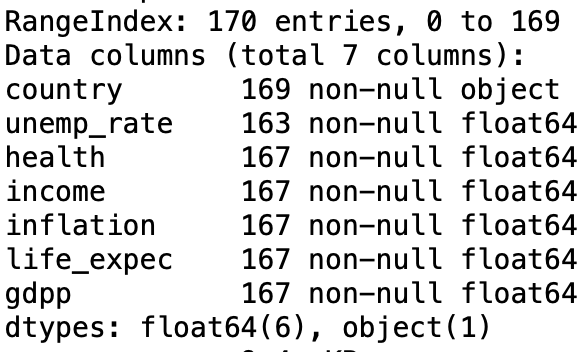 RangeIndex: 170 entries, 0 to 169
Data columns (total 7 columns):
country 169 non-null object
unemp_rate 163 non-null float64
health 167 non-null float64
income 167 non-null float64
inflation 167 non-null float64
life_expec 167 non-null float64
gdpp 167 non-null float64
dtypes: float64(6), object(1)